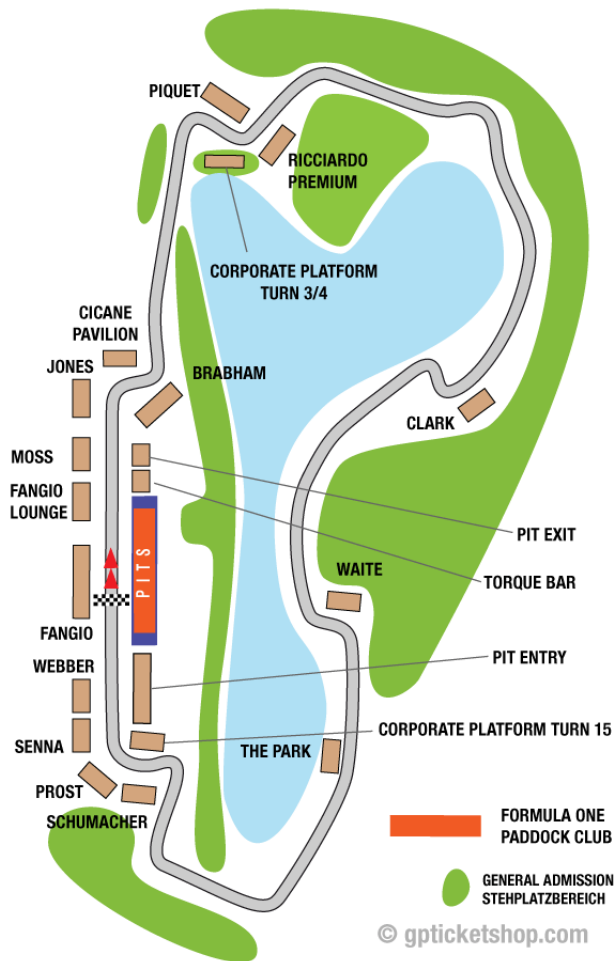 PIQUET
RICCIARDO
PREMIUM
CORPORATE PLATFORM
TURN 3/4
CICANE
PAVILION
JONES
BRABHAM
CLARK
MOSS
FANGIO
LOUNGE
PIT EXIT
WAITE
TORQUE BAR
PITS
FANGIO
WEBBER
PIT ENTRY
CORPORATE PLATFORM TURN 15
SENNA
THE PARK
PROST
SCHUMACHER
FORMULA ONE
PADDOCK CLUB
GENERAL ADMISSION
STEHPLATZBEREICH
© gpticketshop.com